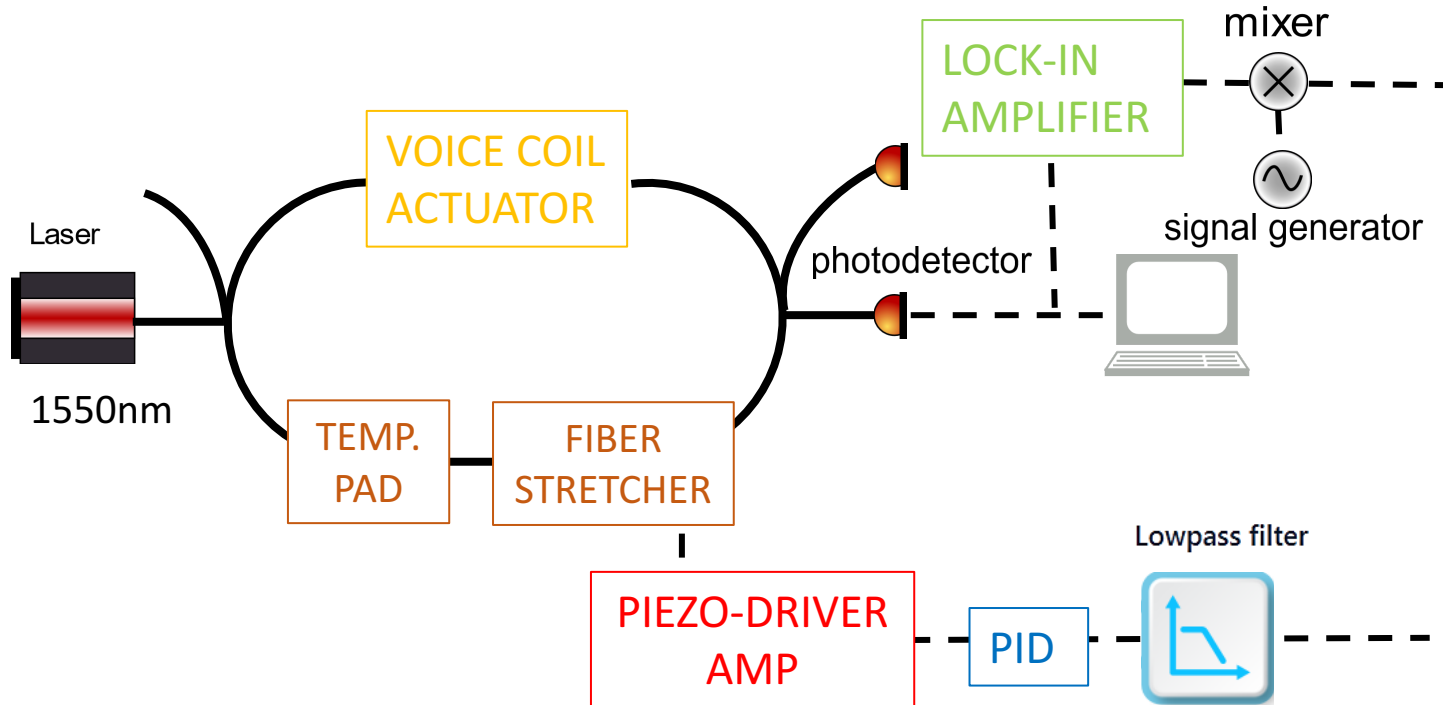 mixer
LOCK-IN
AMPLIFIER
VOICE COIL
ACTUATOR
signal generator
Laser
photodetector
1550nm
TEMP.
PAD
FIBER
STRETCHER
Lowpass filter
PIEZO-DRIVER
AMP
PID